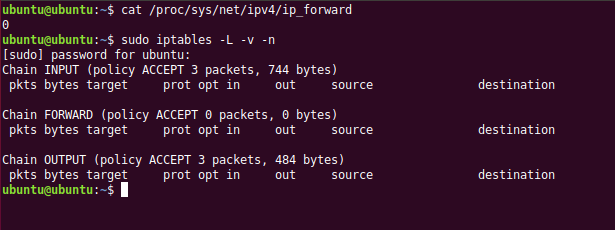 ubuntu@ubuntu:~$ cat /proc/sys/net/ipv4/ip_forward
0
ubuntu@ubuntu:~$ sudo iptables -L -v -n
[sudo] password for ubuntu:
Chain INPUT (policy ACCEPT 3 packets, 744 bytes)
 pkts bytes target     prot opt in     out     source               destination

Chain FORWARD (policy ACCEPT 0 packets, 0 bytes)
 pkts bytes target     prot opt in     out     source               destination

Chain OUTPUT (policy ACCEPT 3 packets, 484 bytes)
 pkts bytes target     prot opt in     out     source               destination
ubuntu@ubuntu:~$